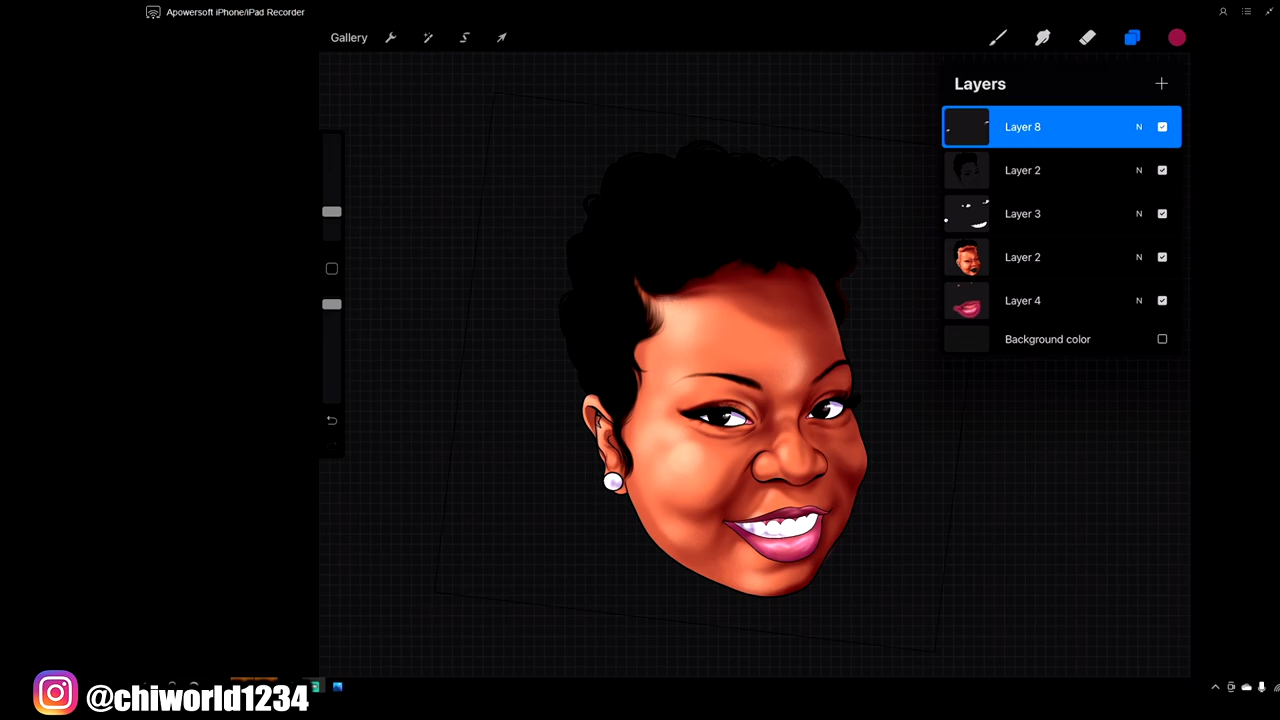 Apowersoft iPhone/iPad Recorder
Gallery
Layers
Layer 8 N
Layer 2 N
Layer 3 N
Layer 2 N
Layer 4 N
Background color
@chiworld1234